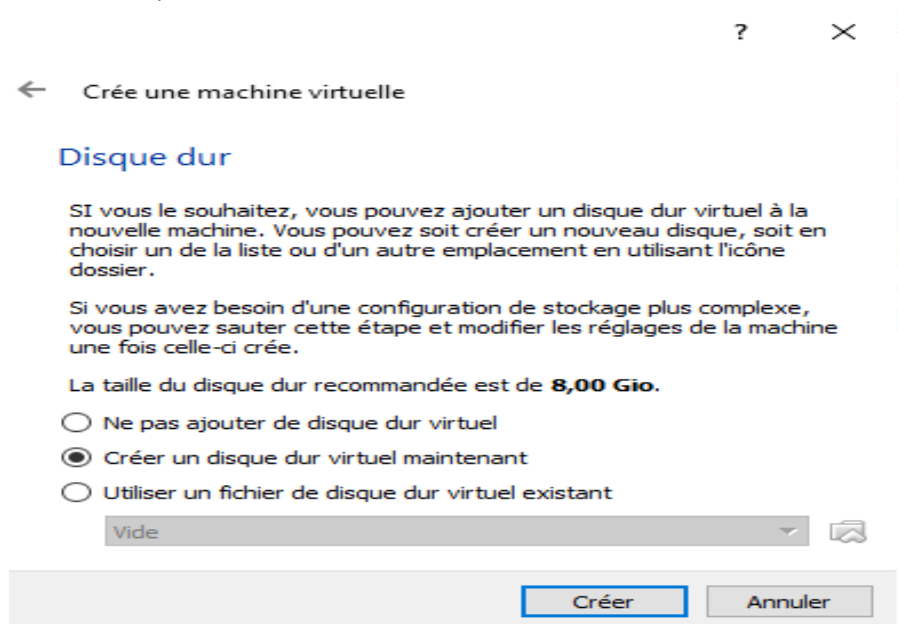 ?
Crée une machine virtuelle
Disque dur
SI vous le souhaitez, vous pouvez ajouter un disque dur virtuel à la
nouvelle machine. Vous pouvez soit créer un nouveau disque, soit en
choisir un de la liste ou d'un autre emplacement en utilisant l'icône
dossier.
Si vous avez besoin d'une configuration de stockage plus complexe,
vous pouvez sauter cette étape et modifier les réglages de la machine
une fois celle-ci crée.
La taille du disque dur recommandée est de 8,00 Gio.
Ne pas ajouter de disque dur virtuel
Créer un disque dur virtuel maintenant
Utiliser un fichier de disque dur virtuel existant
Vide
Créer Annuler